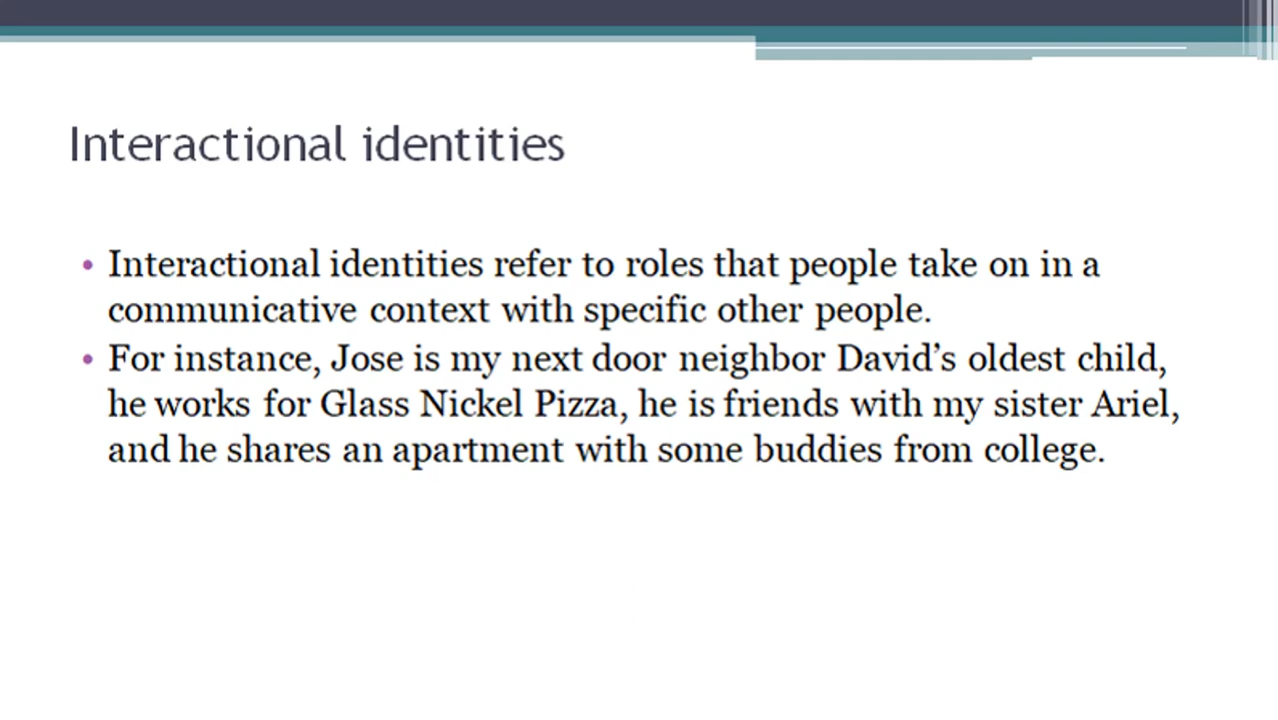 Interactional identities
• Interactional identities refer to roles that people take on in a
communicative context with specific other people.
• For instance, Jose is my next door neighbor David’s oldest child,
he works for Glass Nickel Pizza, he is friends with my sister Ariel,
and he shares an apartment with some buddies from college.